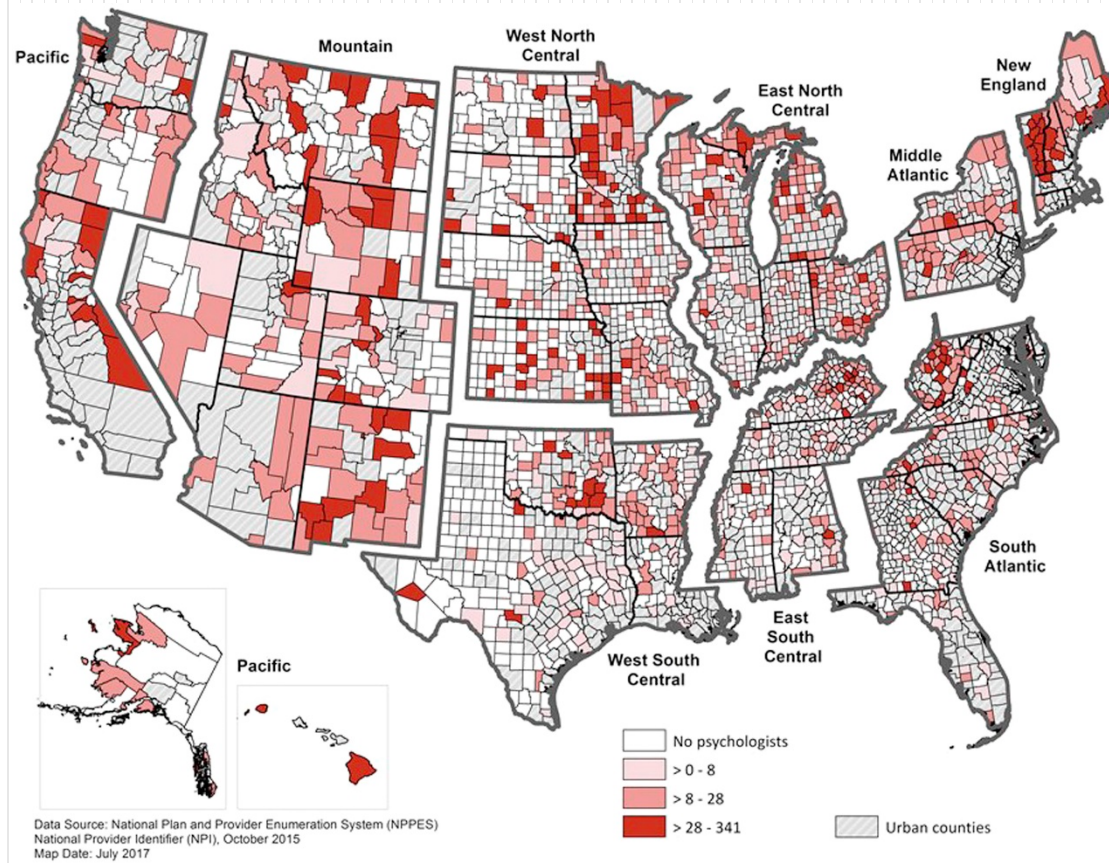 Pacific
Mountain
West North
Central
East North
Central
New
England
Middle
Atlantic
South
Atlantic
East
South
Central
West South
Central
Pacific
No psychologists
> 0 - 8
> 8 - 28
> 28 - 341
Urban counties
Data Source: National Plan and Provider Enumeration System (NPPES)
National Provider Identifier (NPI), October 2015
Map Date: July 2017